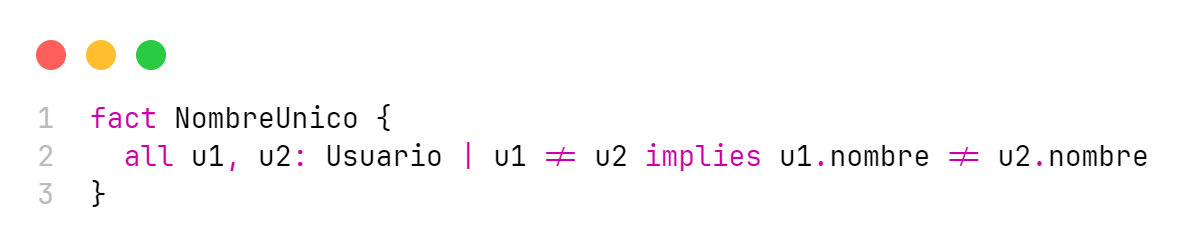 1 fact NombreUnico {
2   all u1, u2: Usuario | u1 != u2 implies u1.nombre != u2.nombre
3 }